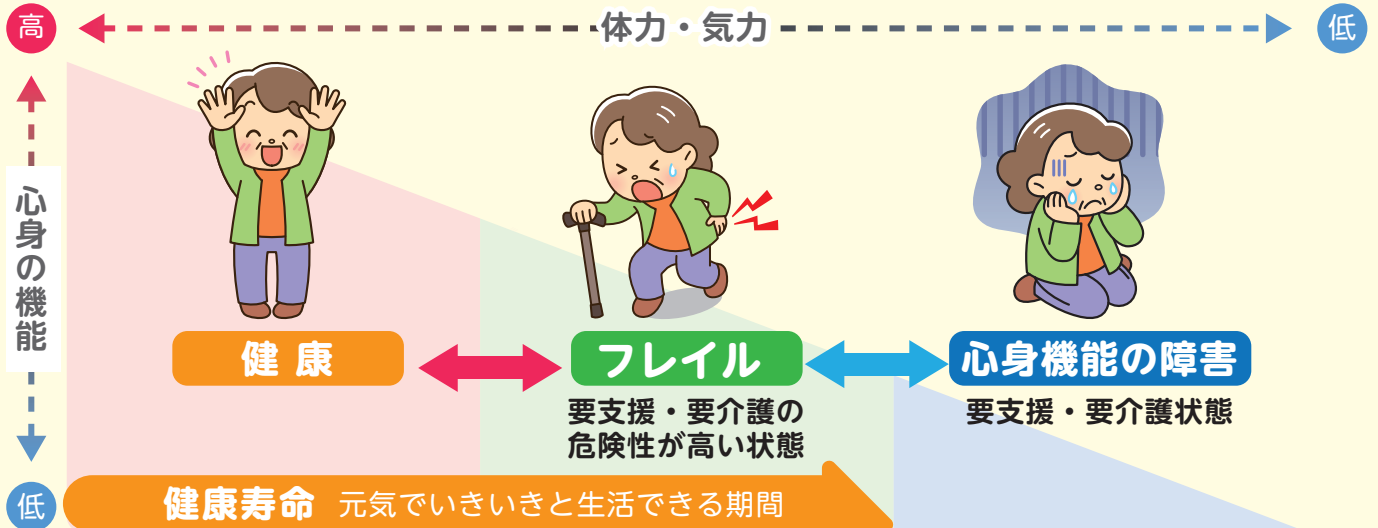 高
体力・気力
低
心身の機能
健康
フレイル
心身機能の障害
要支援・要介護の
危険性が高い状態
要支援・要介護状態
低
健康寿命 元気でいきいきと生活できる期間